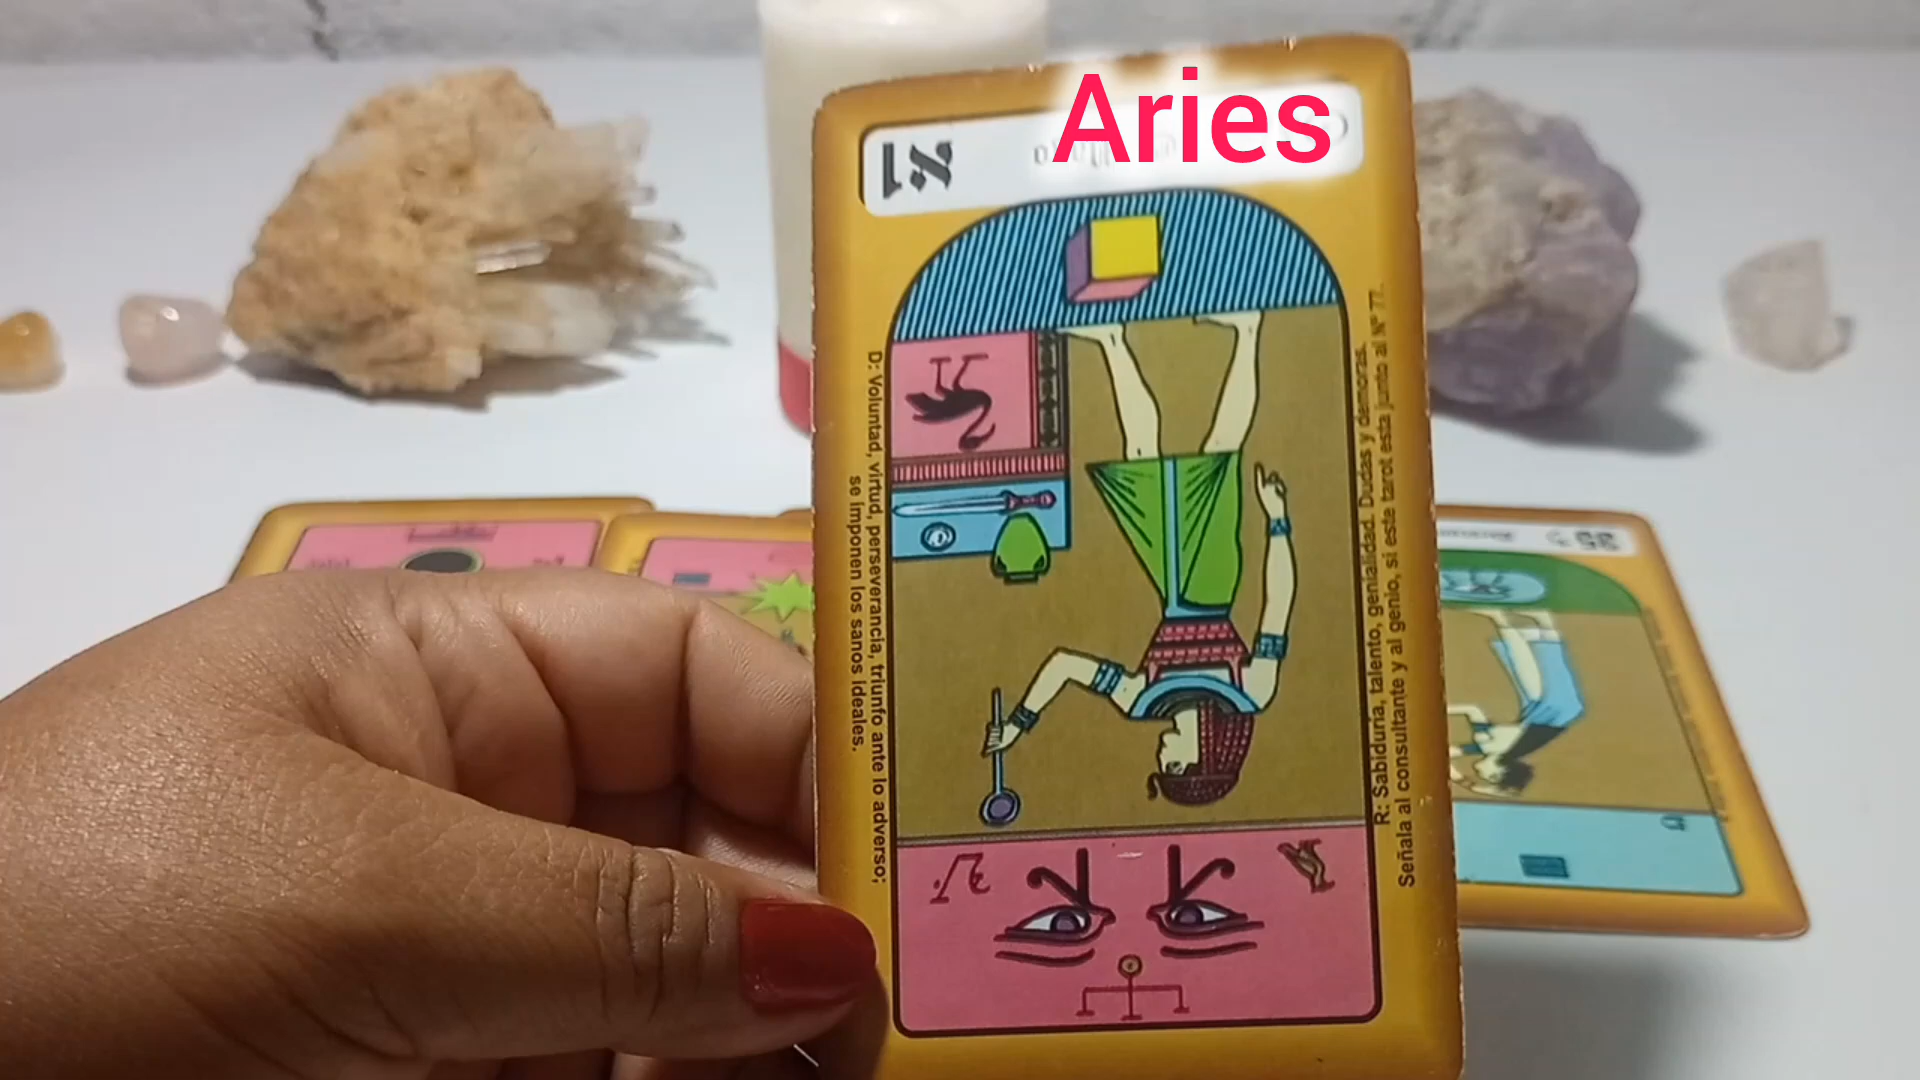 Aries
1 א
D: Voluntad, virtud, perseverancia, triunfo ante lo adverso;
se imponen los sanos ideales.
R: Sabiduría, talento, genialidad. Dudas y demoras.
Señala al consultante y al genio, si este tarot esta junto al Nº 77.